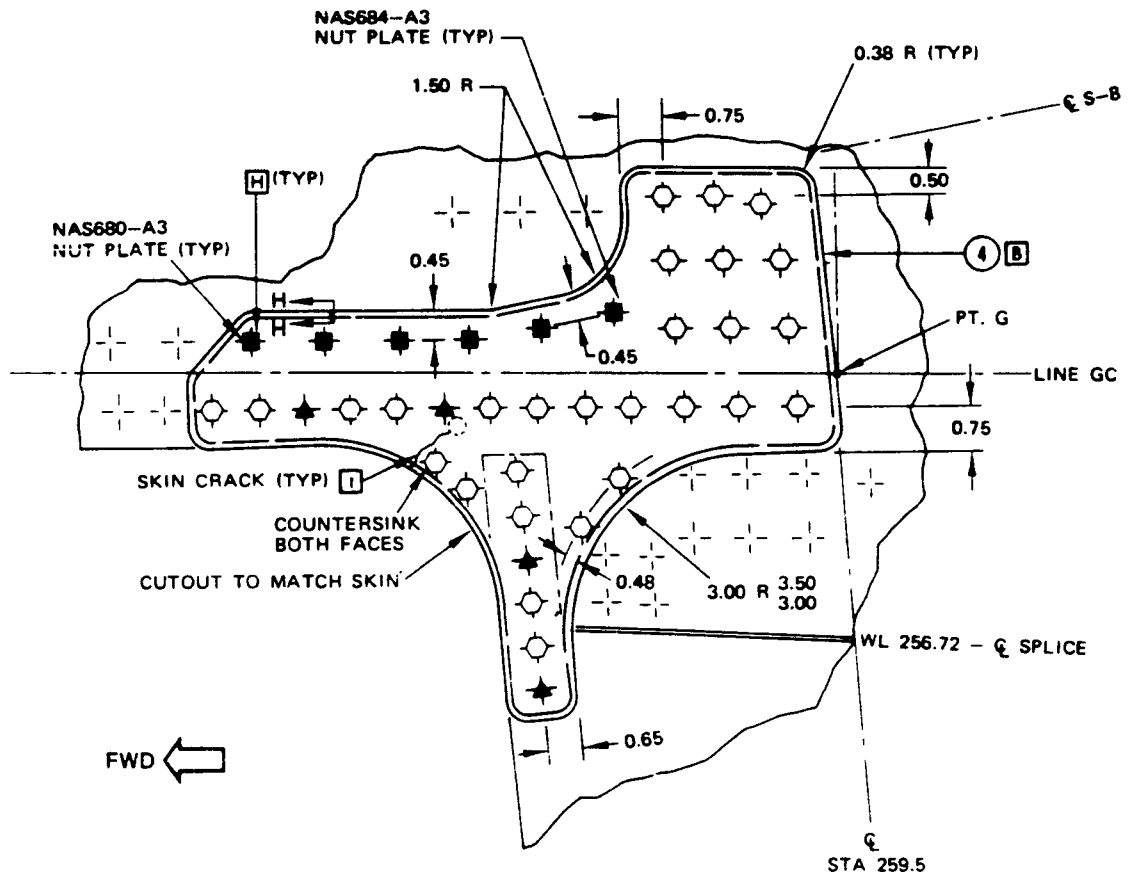 NAS684-A3
NUT PLATE (TYP)
0.38 R (TYP)
1.50 R
0.75
℄ S-B
H (TYP)
0.50
NAS680-A3
NUT PLATE (TYP)
0.45
4 B
H
H
PT. G
0.45
LINE GC
0.75
SKIN CRACK (TYP) I
COUNTERSINK
BOTH FACES
CUTOUT TO MATCH SKIN
0.48
3.00 R 3.50
3.00
WL 256.72 - ℄ SPLICE
0.65
FWD
℄
STA 259.5